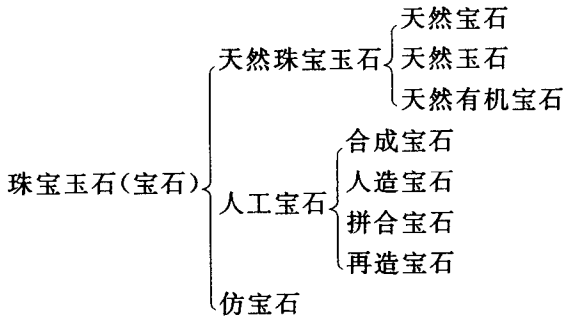 天然宝石
天然珠宝玉石
天然玉石
天然有机宝石
合成宝石
珠宝玉石(宝石)
人造宝石
人工宝石
拼合宝石
再造宝石
仿宝石